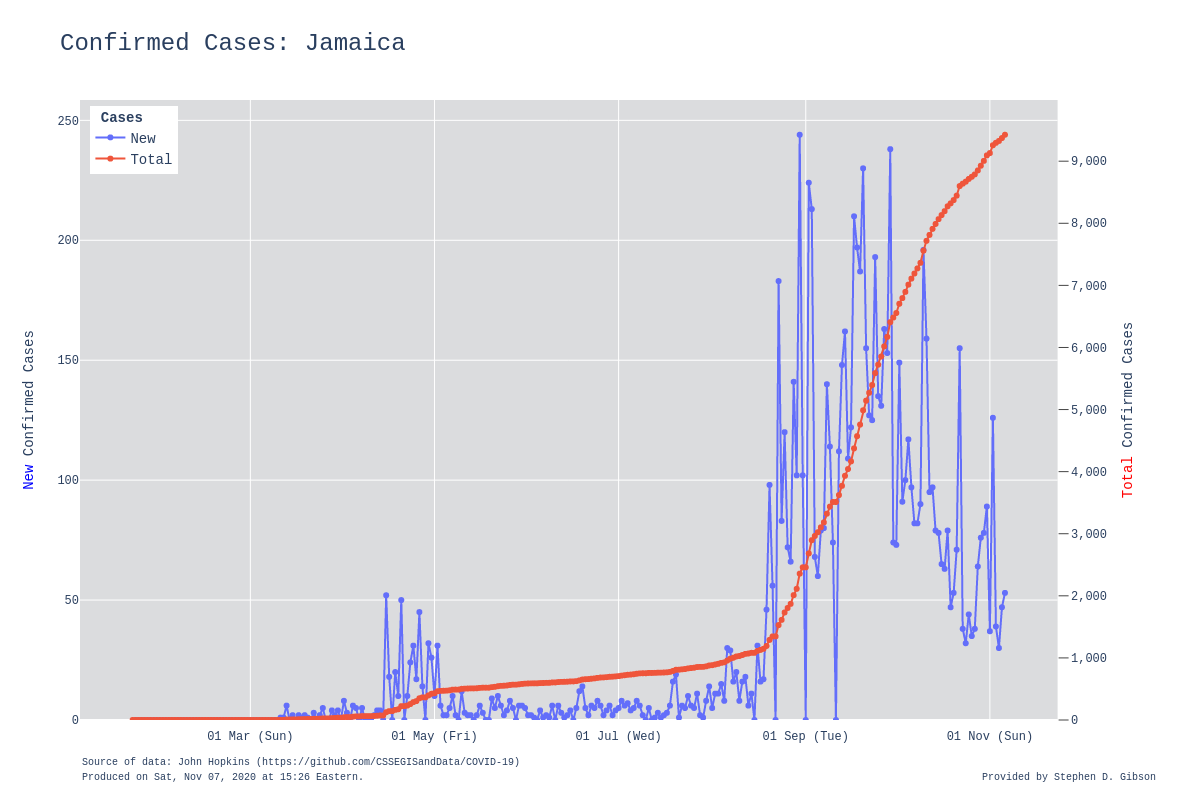 Confirmed Cases: Jamaica
Cases
New
Total
250
200
150
100
50
0
9,000
8,000
7,000
6,000
5,000
4,000
3,000
2,000
1,000
0
New Confirmed Cases
Total Confirmed Cases
01 Mar (Sun)
01 May (Fri)
01 Jul (Wed)
01 Sep (Tue)
01 Nov (Sun)
Source of data: John Hopkins (https://github.com/CSSEGISandData/COVID-19)
Produced on Sat, Nov 07, 2020 at 15:26 Eastern.
Provided by Stephen D. Gibson